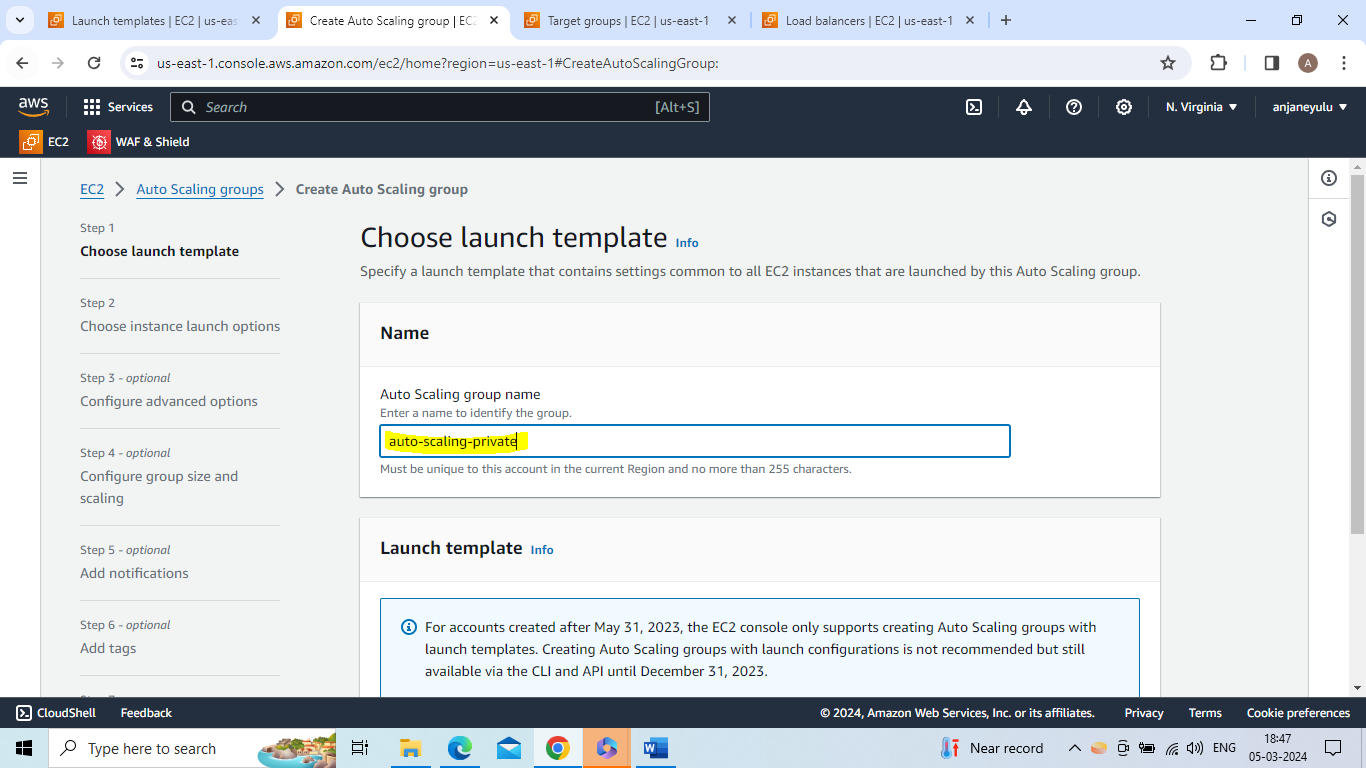 Launch templates | EC2 | us-eas
Create Auto Scaling group | EC2
Target groups | EC2 | us-east-1
Load balancers | EC2 | us-east-1
us-east-1.console.aws.amazon.com/ec2/home?region=us-east-1#CreateAutoScalingGroup:
A
aws
Services
Search
[Alt+S]
N. Virginia
anjaneyulu
EC2
WAF & Shield
EC2
Auto Scaling groups
Create Auto Scaling group
Step 1
Choose launch template
Step 2
Choose instance launch options
Step 3 - optional
Configure advanced options
Step 4 - optional
Configure group size and
scaling
Step 5 - optional
Add notifications
Step 6 - optional
Add tags
Choose launch template Info
Specify a launch template that contains settings common to all EC2 instances that are launched by this Auto Scaling group.
Name
Auto Scaling group name
Enter a name to identify the group.
auto-scaling-private
Must be unique to this account in the current Region and no more than 255 characters.
Launch template Info
For accounts created after May 31, 2023, the EC2 console only supports creating Auto Scaling groups with
launch templates. Creating Auto Scaling groups with launch configurations is not recommended but still
available via the CLI and API until December 31, 2023.
CloudShell
Feedback
© 2024, Amazon Web Services, Inc. or its affiliates.
Privacy
Terms
Cookie preferences
Type here to search
Near record
ENG
18:47
05-03-2024